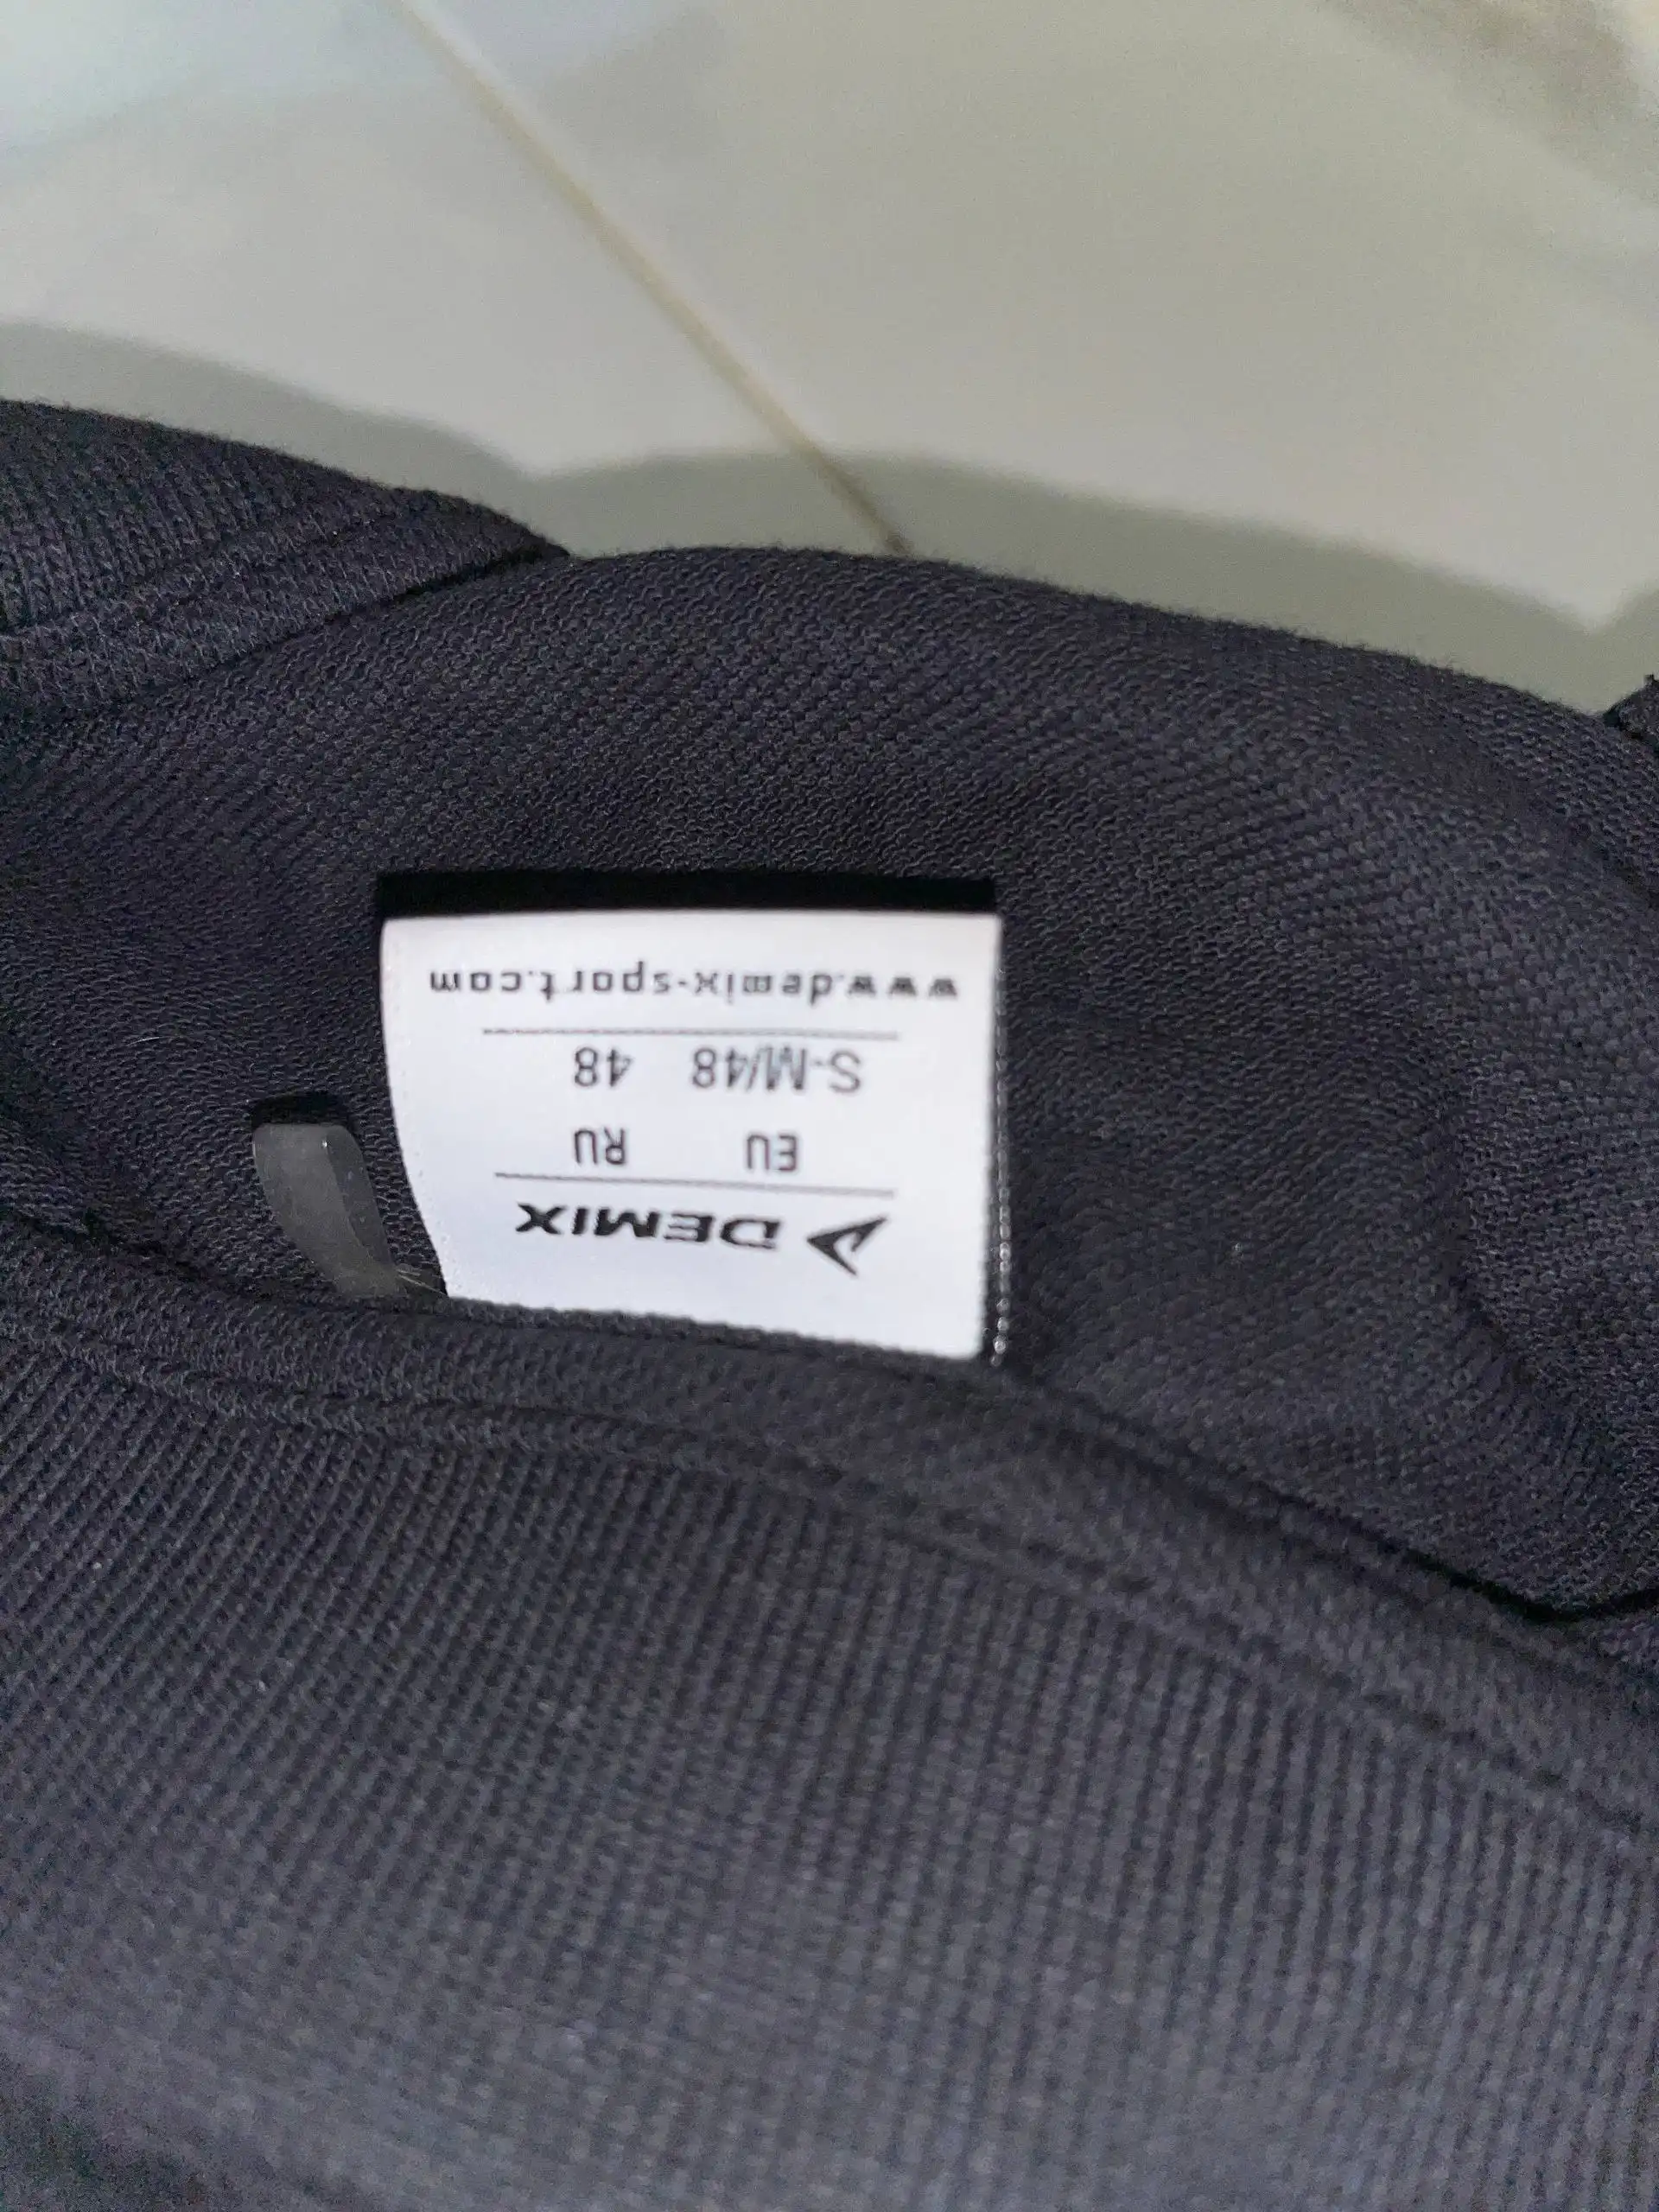 DEMIX
EU RU
S-M/48 48
www.demix-sport.com